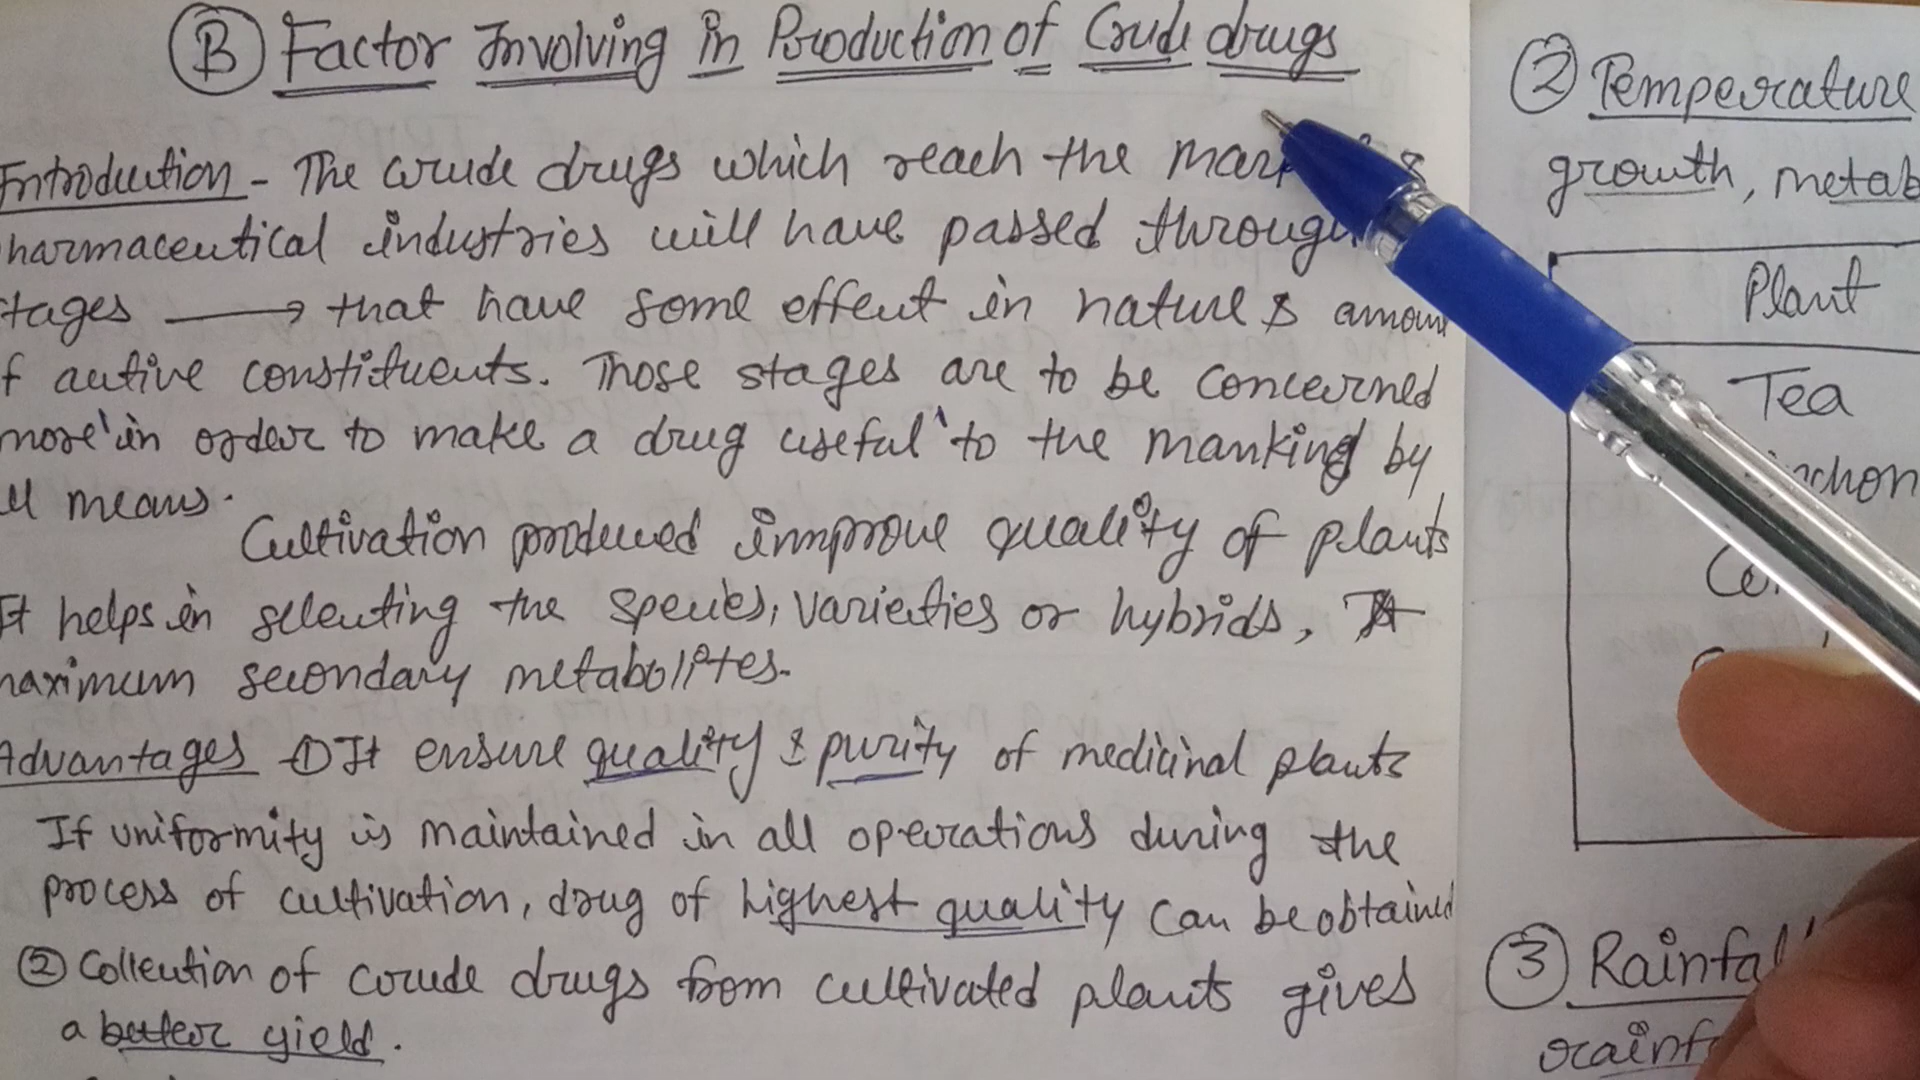 B Factor Involving in Production of Crude drugs
Introduction - The crude drugs which reach the
harmaceutical industries will have passed through
tages → that have some effect in nature & amoun
f active constituents. Those stages are to be concerned
more in order to make a drug useful to the manking by
ll means.
Cultivation produced improve quality of plants
It helps in selecting the species, varieties or hybrids,
maximum secondary metabolites.
Advantages ① It ensure quality & purity of medicinal plants
If uniformity is maintained in all operations during the
process of cultivation, drug of highest quality can be obtained
② Collection of crude drugs from cultivated plants gives
a better yield.
② Temperature
growth, metab
Plant
Tea
nchon
③ Rainfal
rainf